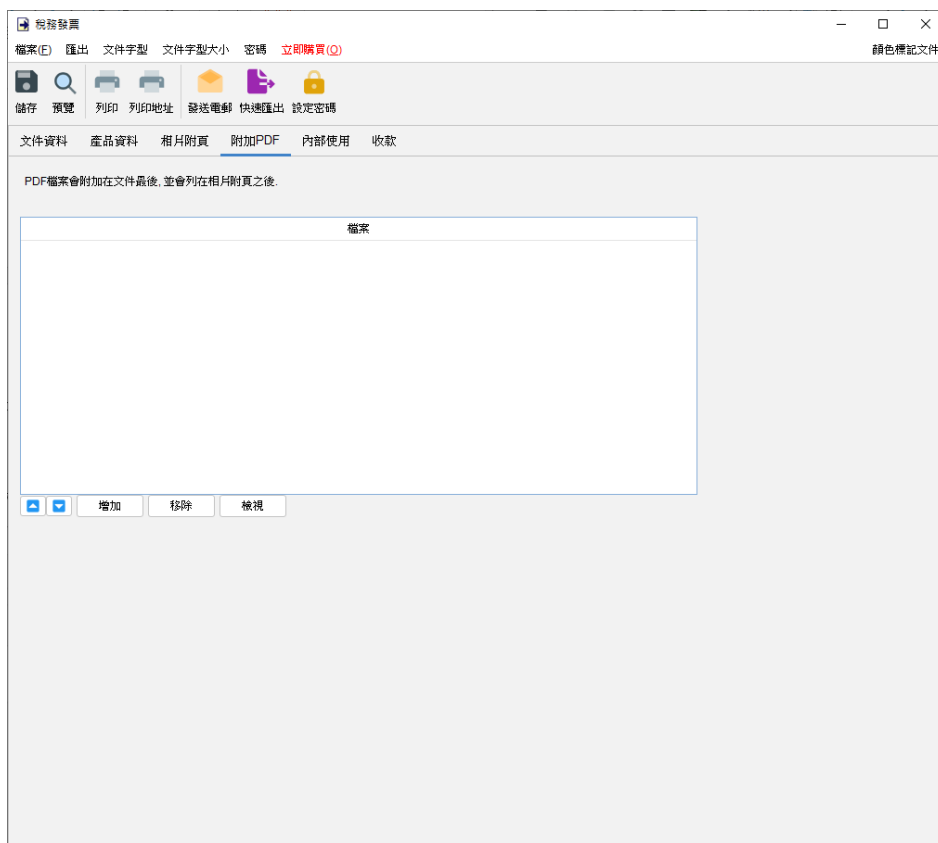 稅務發票
檔案(F) 匯出 文件字型 文件字型大小 密碼 立即購買(O) 顏色標記文件
儲存 預覽 列印 列印地址 發送電郵 快速匯出 設定密碼
文件資料 產品資料 相片附頁 附加PDF 內部使用 收款
PDF檔案會附加在文件最後, 並會列在相片附頁之後.
檔案
增加 移除 檢視